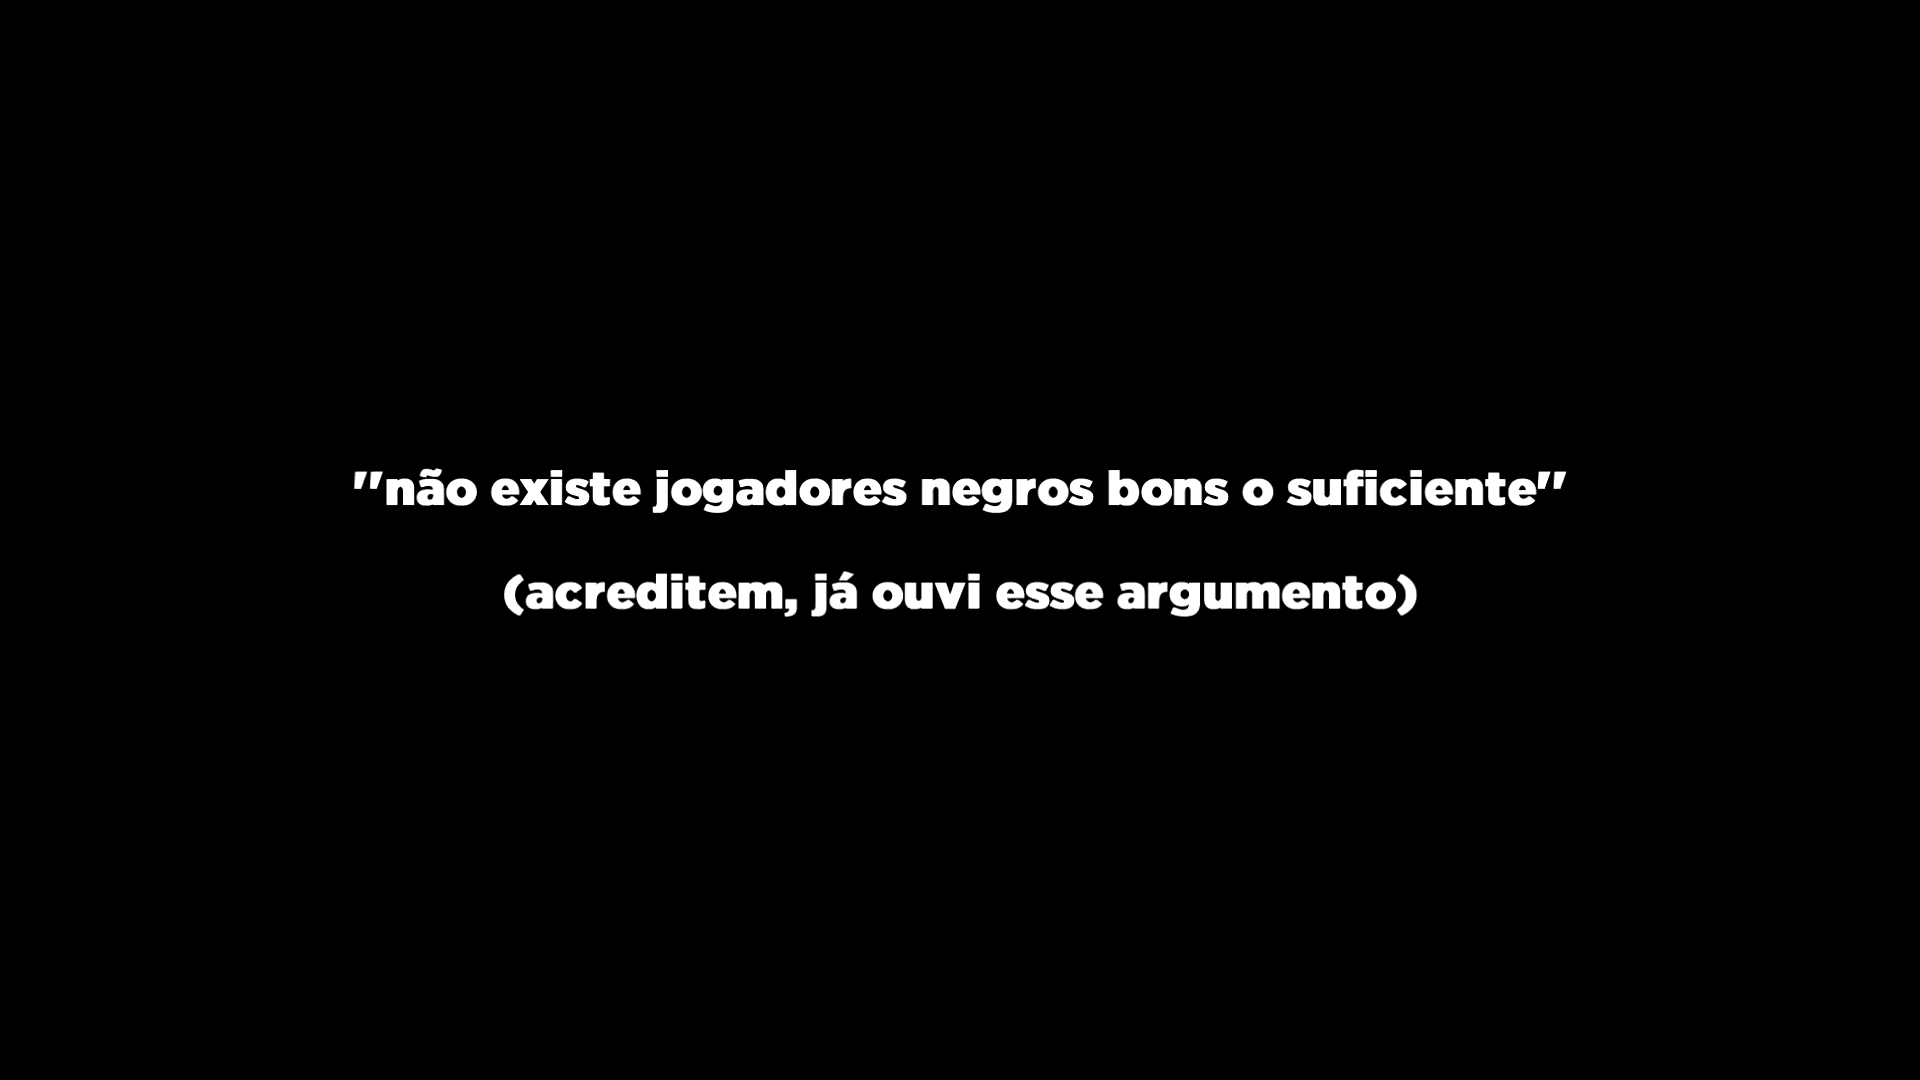 "não existe jogadores negros bons o suficiente"
(acreditem, já ouvi esse argumento)